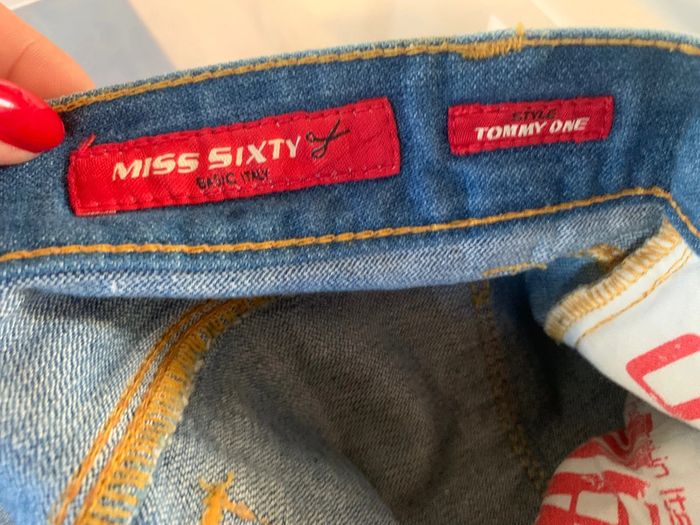 MISS SIXTY
BASIC, ITALY
STYLE
TOMMY ONE